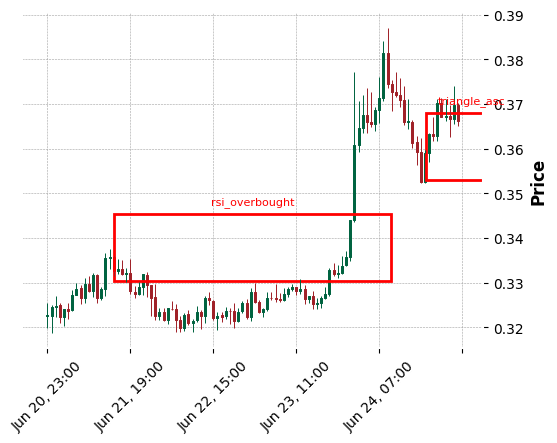 0.39
0.38
triangle_asc
0.37
0.36
Price
0.35
rsi_overbought
0.34
0.33
0.32
Jun 20, 23:00
Jun 21, 19:00
Jun 22, 15:00
Jun 23, 11:00
Jun 24, 07:00